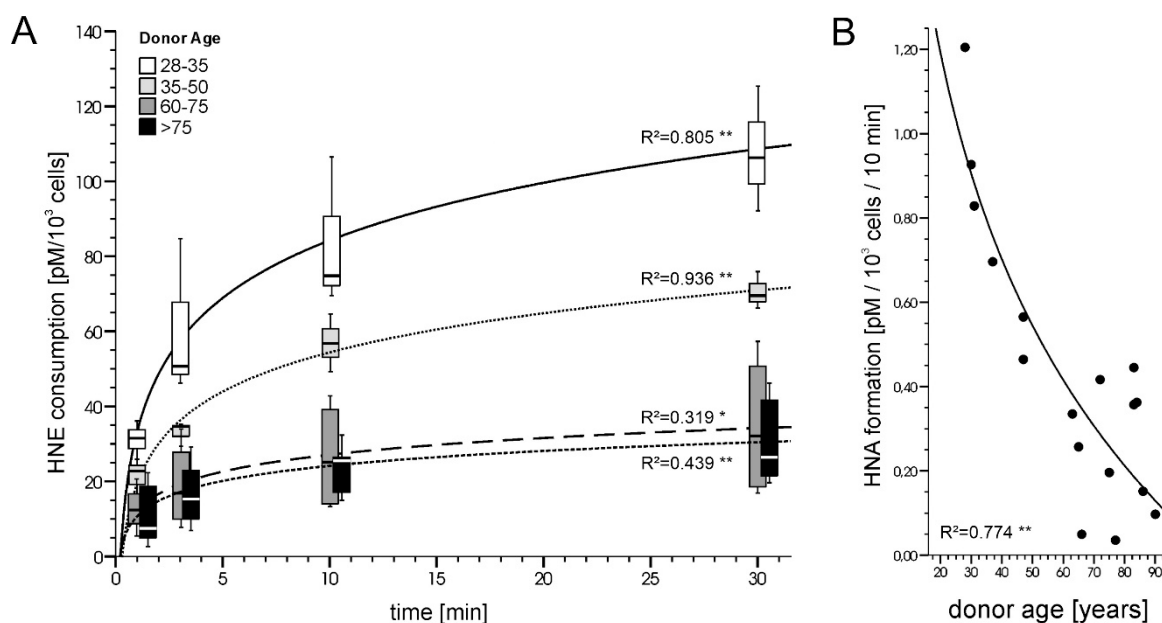 A
Donor Age
28-35
35-50
60-75
>75
HNE consumption [pM/10³ cells]
140
120
100
80
60
40
20
0
R²=0.805 **
R²=0.936 **
R²=0.319 *
R²=0.439 **
0 5 10 15 20 25 30
time [min]
B
HNA formation [pM / 10³ cells / 10 min]
1,20
1,00
0,80
0,60
0,40
0,20
0,00
R²=0.774 **
20 30 40 50 60 70 80 90
donor age [years]